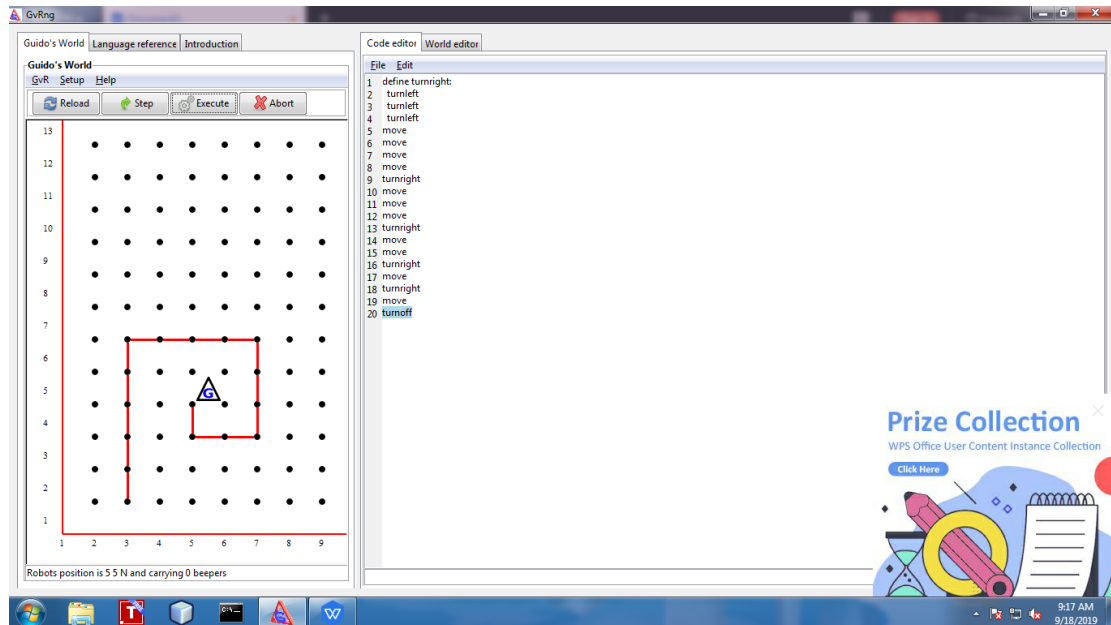 GvRng
Guido's World Language reference Introduction
Guido's World
GvR Setup Help
Reload Step Execute Abort
13
12
11
10
9
8
7
6
5
4
3
2
1
1 2 3 4 5 6 7 8 9
G
Robots position is 5 5 N and carrying 0 beepers
Code editor World editor
File Edit
1 define turnright:
2 turnleft
3 turnleft
4 turnleft
5 move
6 move
7 move
8 move
9 turnright
10 move
11 move
12 move
13 turnright
14 move
15 move
16 turnright
17 move
18 turnright
19 move
20 turnoff
Prize Collection
WPS Office User Content Instance Collection
Click Here
9:17 AM
9/18/2019